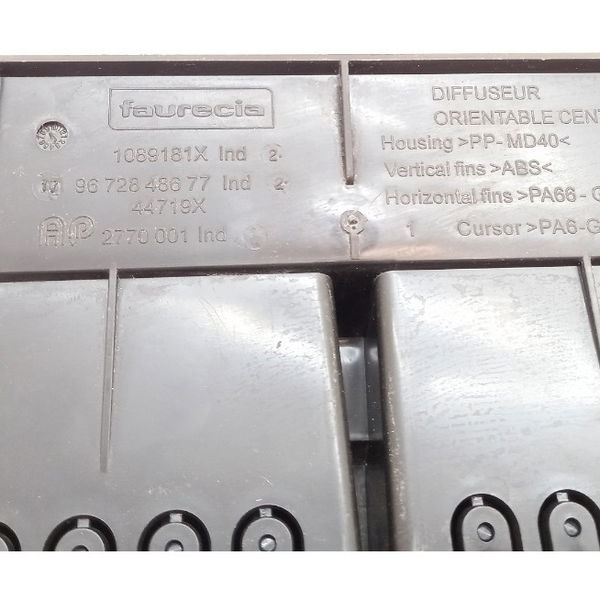 faurecia
1089181X Ind 2
96 728 486 77 Ind 2
44719X
AP 2770 001 Ind
DIFFUSEUR
ORIENTABLE CENT
Housing >PP-MD40<
Vertical fins >ABS<
Horizontal fins >PA66-G
1 Cursor >PA6-G